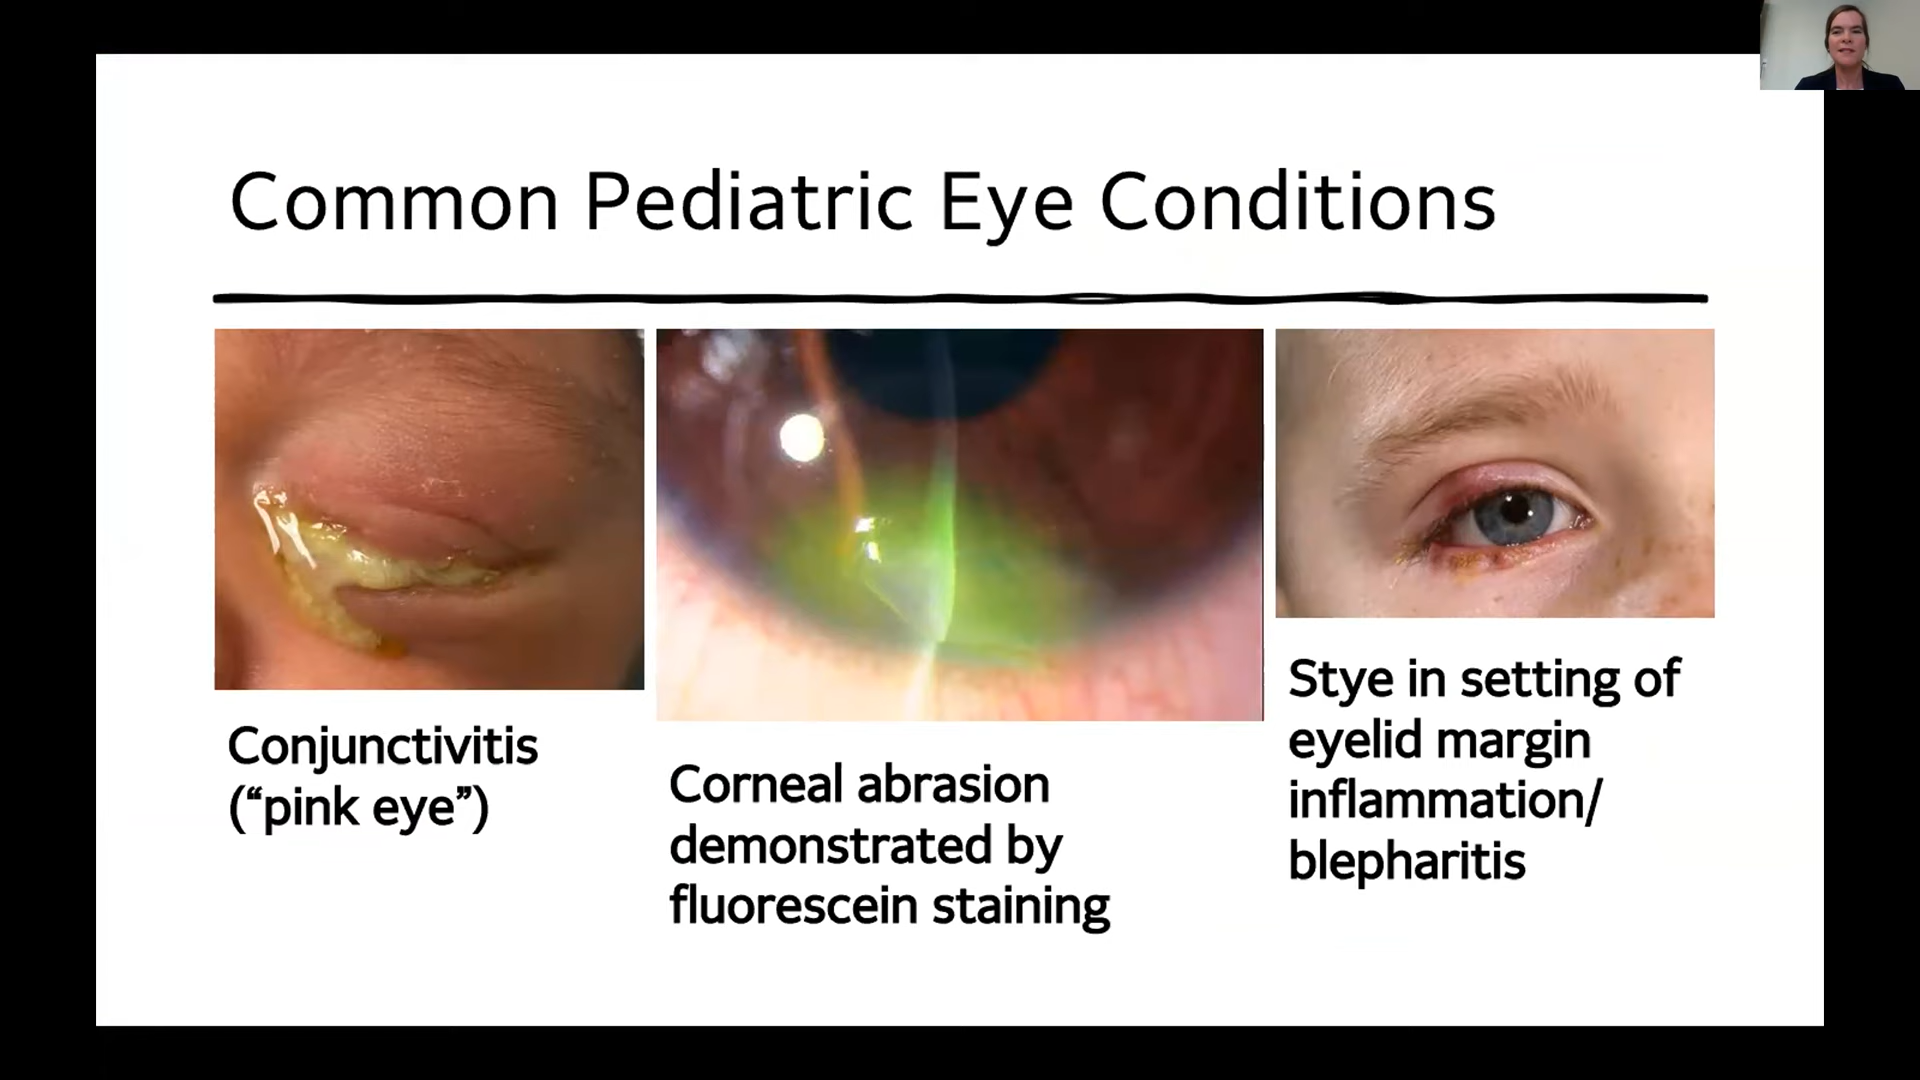 Common Pediatric Eye Conditions
Conjunctivitis
(“pink eye”)
Corneal abrasion
demonstrated by
fluorescein staining
Stye in setting of
eyelid margin
inflammation/
blepharitis